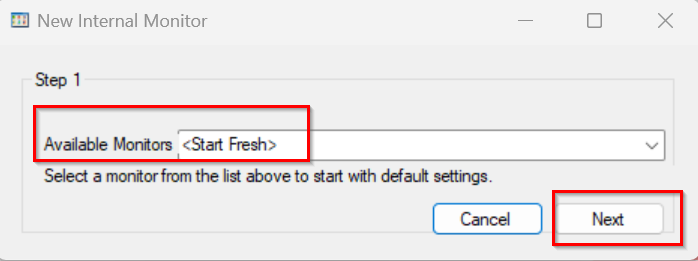 New Internal Monitor
Step 1
Available Monitors <Start Fresh>
Select a monitor from the list above to start with default settings.
Cancel Next